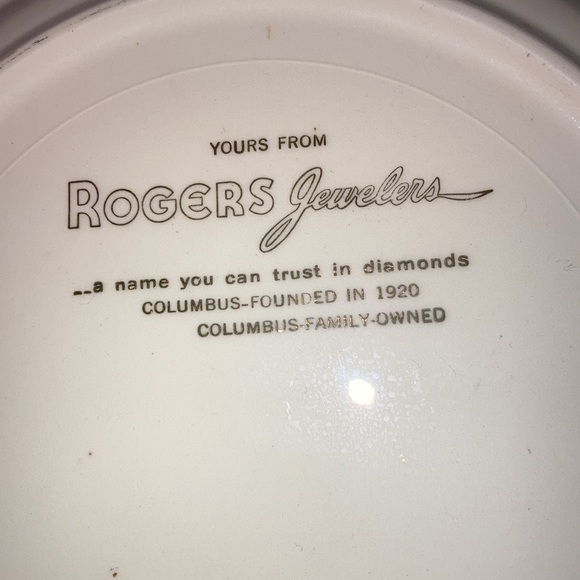 YOURS FROM
ROGERS Jewelers
--a name you can trust in diamonds
COLUMBUS-FOUNDED IN 1920
COLUMBUS-FAMILY-OWNED